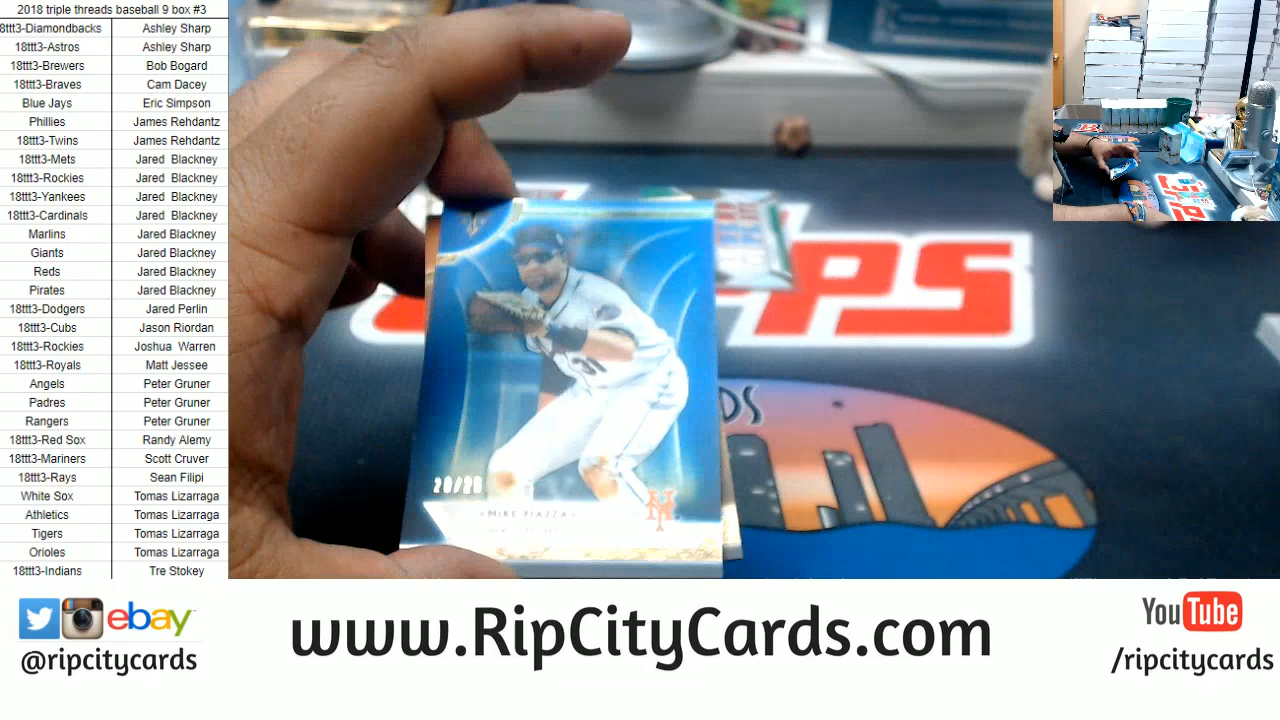 2018 triple threads baseball 9 box #3
8ttt3-Diamondbacks Ashley Sharp
18ttt3-Astros Ashley Sharp
18ttt3-Brewers Bob Bogard
18ttt3-Braves Cam Dacey
Blue Jays Eric Simpson
Phillies James Rehdantz
18ttt3-Twins James Rehdantz
18ttt3-Mets Jared Blackney
18ttt3-Rockies Jared Blackney
18ttt3-Yankees Jared Blackney
18ttt3-Cardinals Jared Blackney
Marlins Jared Blackney
Giants Jared Blackney
Reds Jared Blackney
Pirates Jared Blackney
18ttt3-Dodgers Jared Perlin
18ttt3-Cubs Jason Riordan
18ttt3-Rockies Joshua Warren
18ttt3-Royals Matt Jessee
Angels Peter Gruner
Padres Peter Gruner
Rangers Peter Gruner
18ttt3-Red Sox Randy Alemy
18ttt3-Mariners Scott Cruver
18ttt3-Rays Sean Filipi
White Sox Tomas Lizarraga
Athletics Tomas Lizarraga
Tigers Tomas Lizarraga
Orioles Tomas Lizarraga
18ttt3-Indians Tre Stokey
PPS
DS
31
MIKE PIAZZA
NY
ebay
@ripcitycards
www.RipCityCards.com
YouTube
/ripcitycards